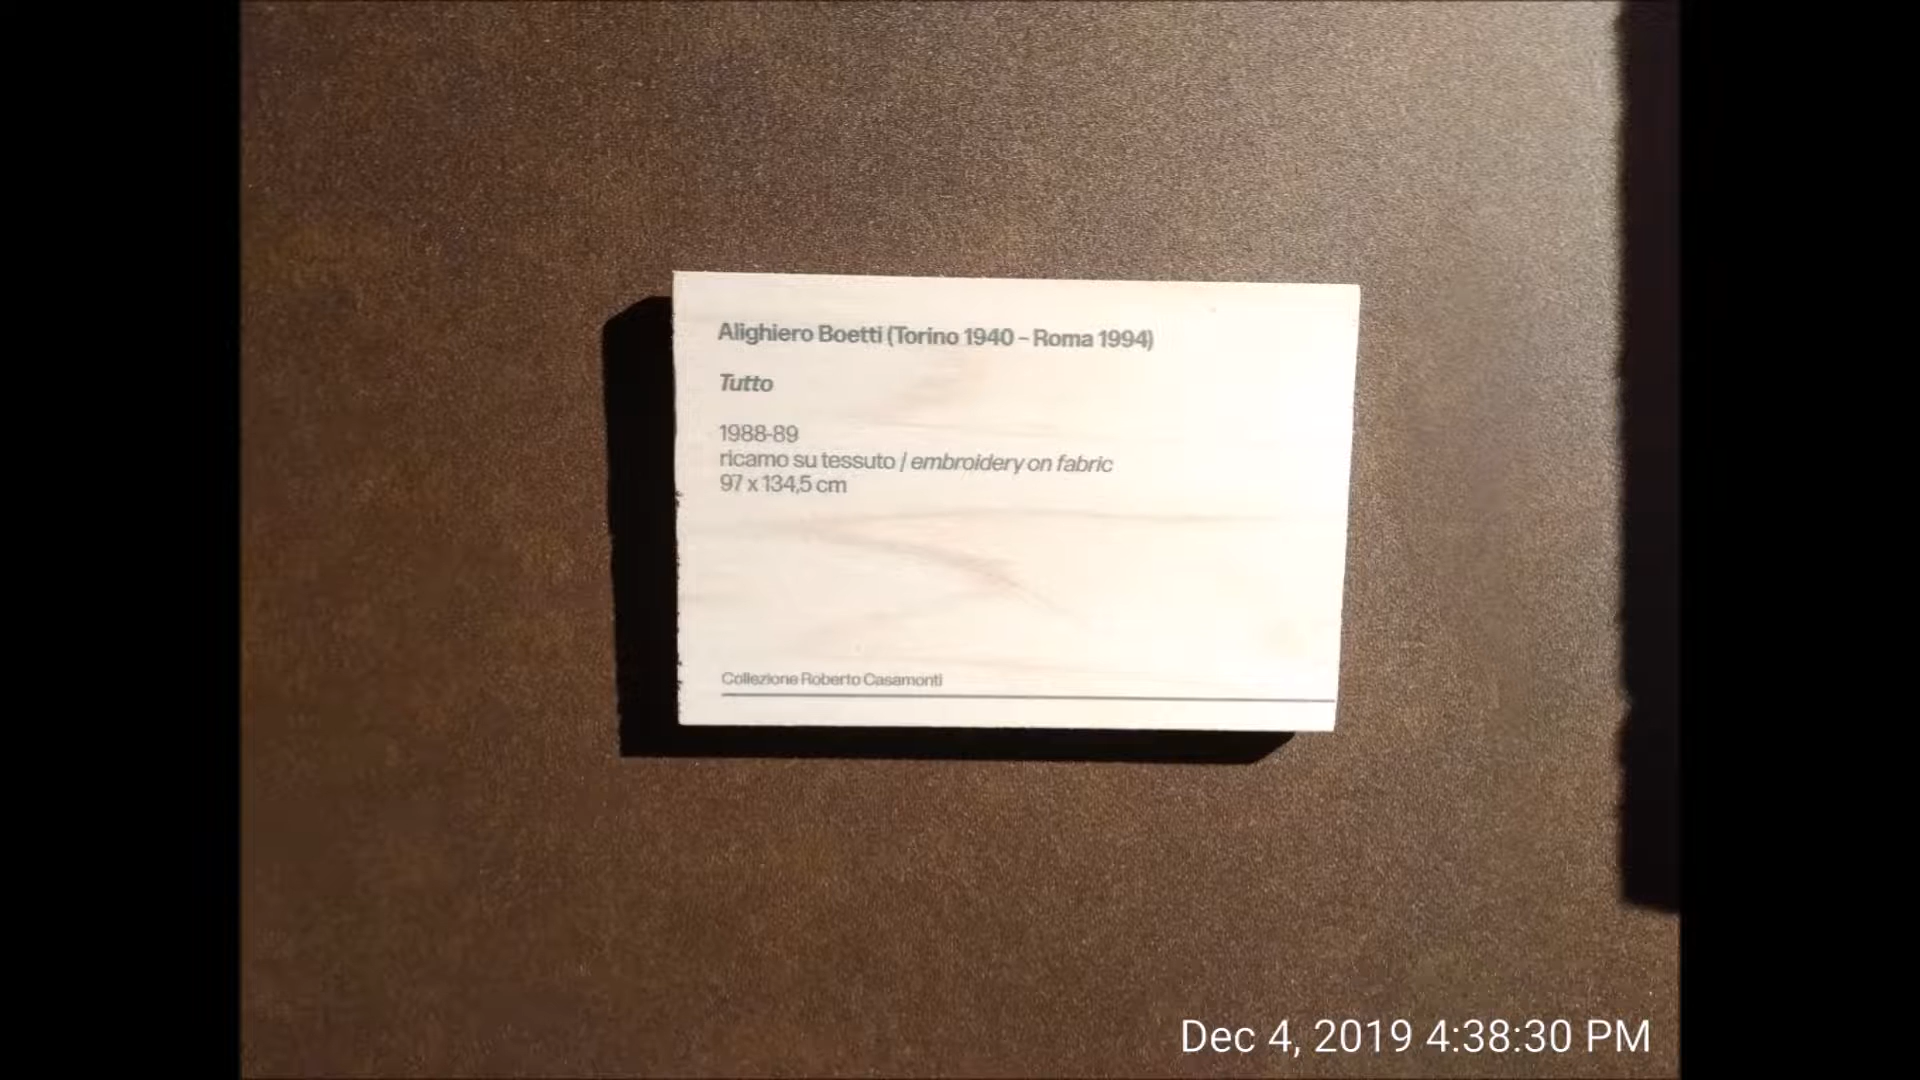 Alighiero Boetti (Torino 1940 – Roma 1994)
Tutto
1988-89
ricamo su tessuto / embroidery on fabric
97 x 134,5 cm
Collezione Roberto Casamonti
Dec 4, 2019 4:38:30 PM